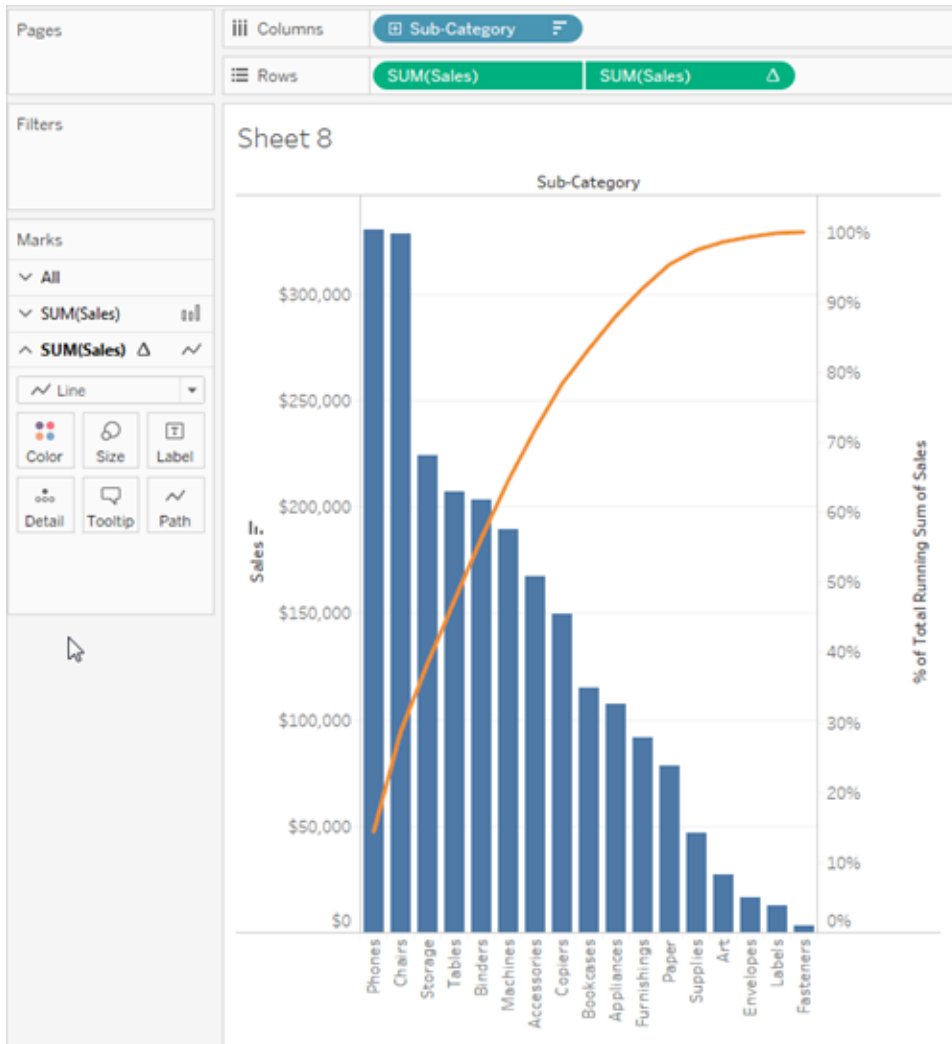 Pages
Columns
Sub-Category
Rows
SUM(Sales)
SUM(Sales)
Filters
Sheet 8
Sub-Category
Marks
All
SUM(Sales)
SUM(Sales)
Line
Color
Size
Label
Detail
Tooltip
Path
Sales
$300,000
$250,000
$200,000
$150,000
$100,000
$50,000
$0
100%
90%
80%
70%
60%
50%
40%
30%
20%
10%
0%
% of Total Running Sum of Sales
Phones
Chairs
Storage
Tables
Binders
Machines
Accessories
Copiers
Bookcases
Appliances
Furnishings
Paper
Supplies
Art
Envelopes
Labels
Fasteners